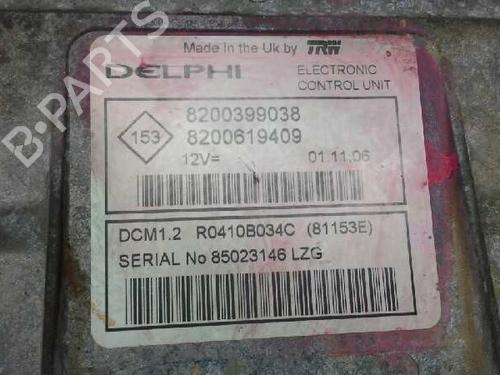 Made in the Uk by TRW
DELPHI
ELECTRONIC
CONTROL UNIT
153
8200399038
8200619409
12V=
01.11.06
DCM1.2 R0410B034C (81153E)
SERIAL No 85023146 LZG
B-PARTS